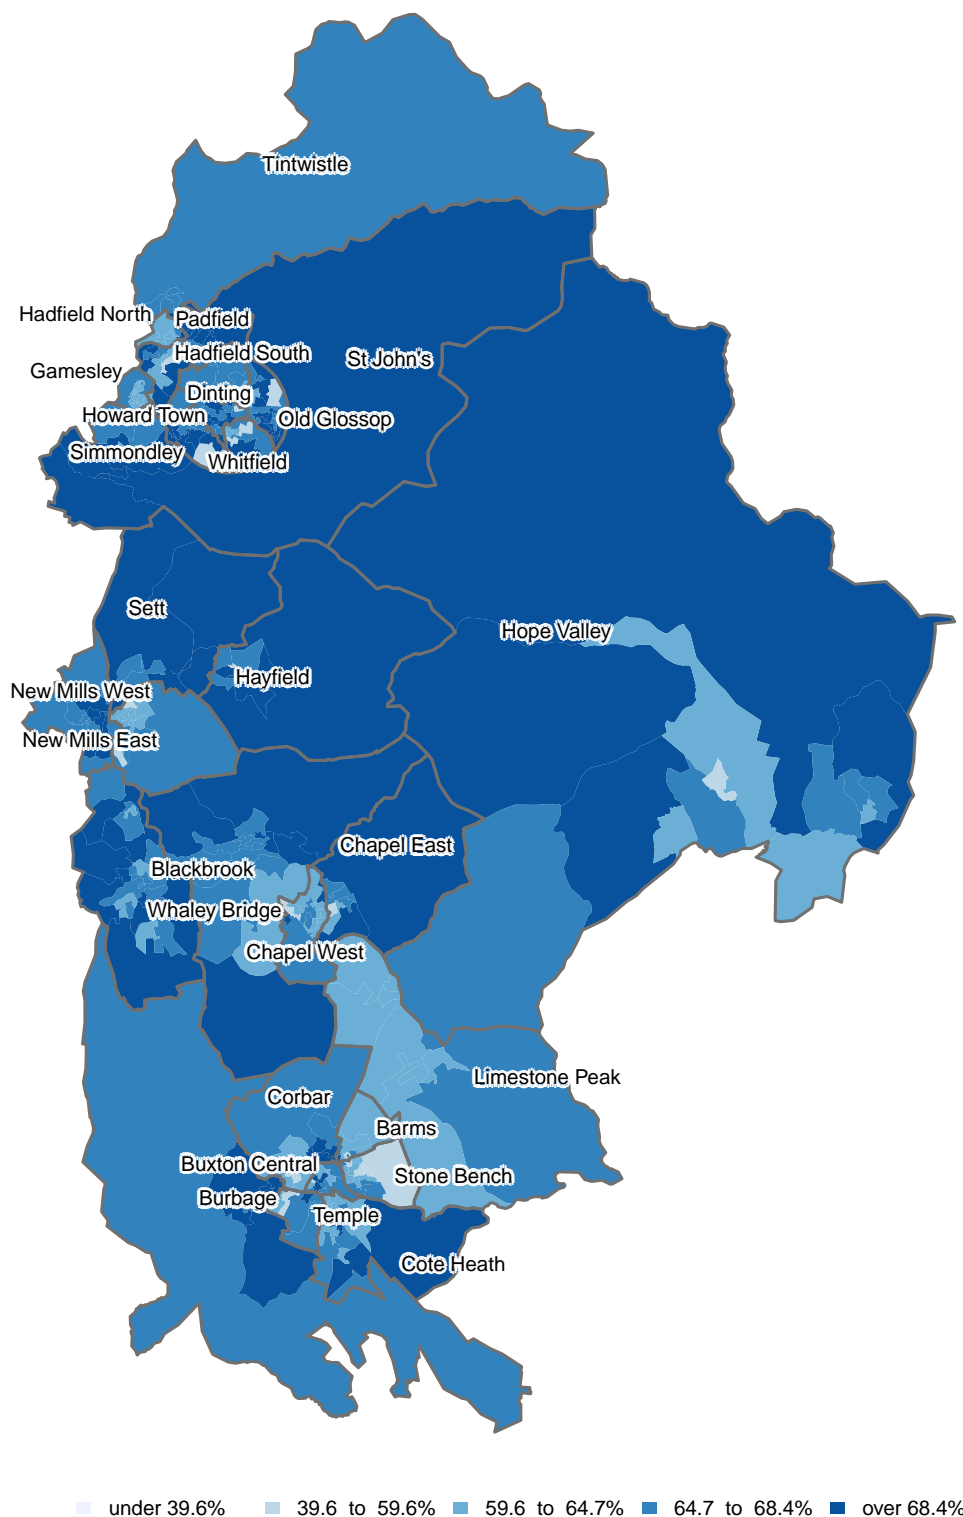 Tintwistle
Hadfield North
Padfield
Hadfield South
St John's
Gamesley
Dinting
Howard Town
Old Glossop
Simmondley
Whitfield
Sett
Hope Valley
Hayfield
New Mills West
New Mills East
Chapel East
Blackbrook
Whaley Bridge
Chapel West
Limestone Peak
Corbar
Barms
Buxton Central
Stone Bench
Burbage
Temple
Cote Heath
under 39.6% 39.6 to 59.6% 59.6 to 64.7% 64.7 to 68.4% over 68.4%